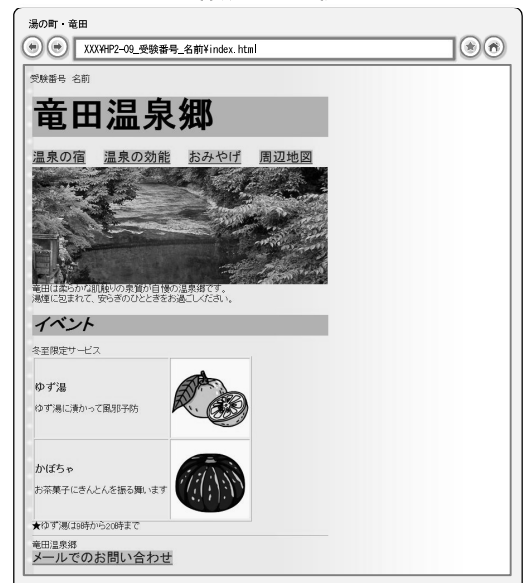 湯の町・竜田
XXX¥HP2-09_受験番号_名前¥index.html
受験番号 名前
竜田温泉郷
温泉の宿 温泉の効能 おみやげ 周辺地図
竜田は柔らかな肌触りの泉質が自慢の温泉郷です。
湯煙に包まれて、安らぎのひとときをお過ごしください。
イベント
冬至限定サービス
ゆず湯
ゆず湯に漬かって風邪予防
かぼちゃ
お茶菓子にきんとんを振る舞います
★ゆず湯は9時から20時まで
竜田温泉郷
メールでのお問い合わせ